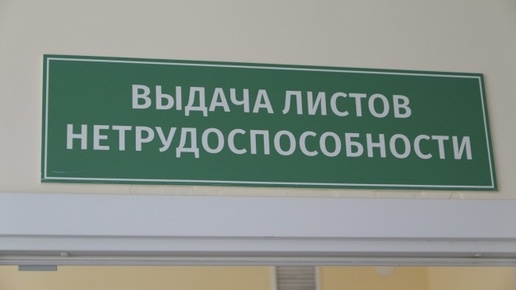 ВЫДАЧА ЛИСТОВ
НЕТРУДОСПОСОБНОСТИ